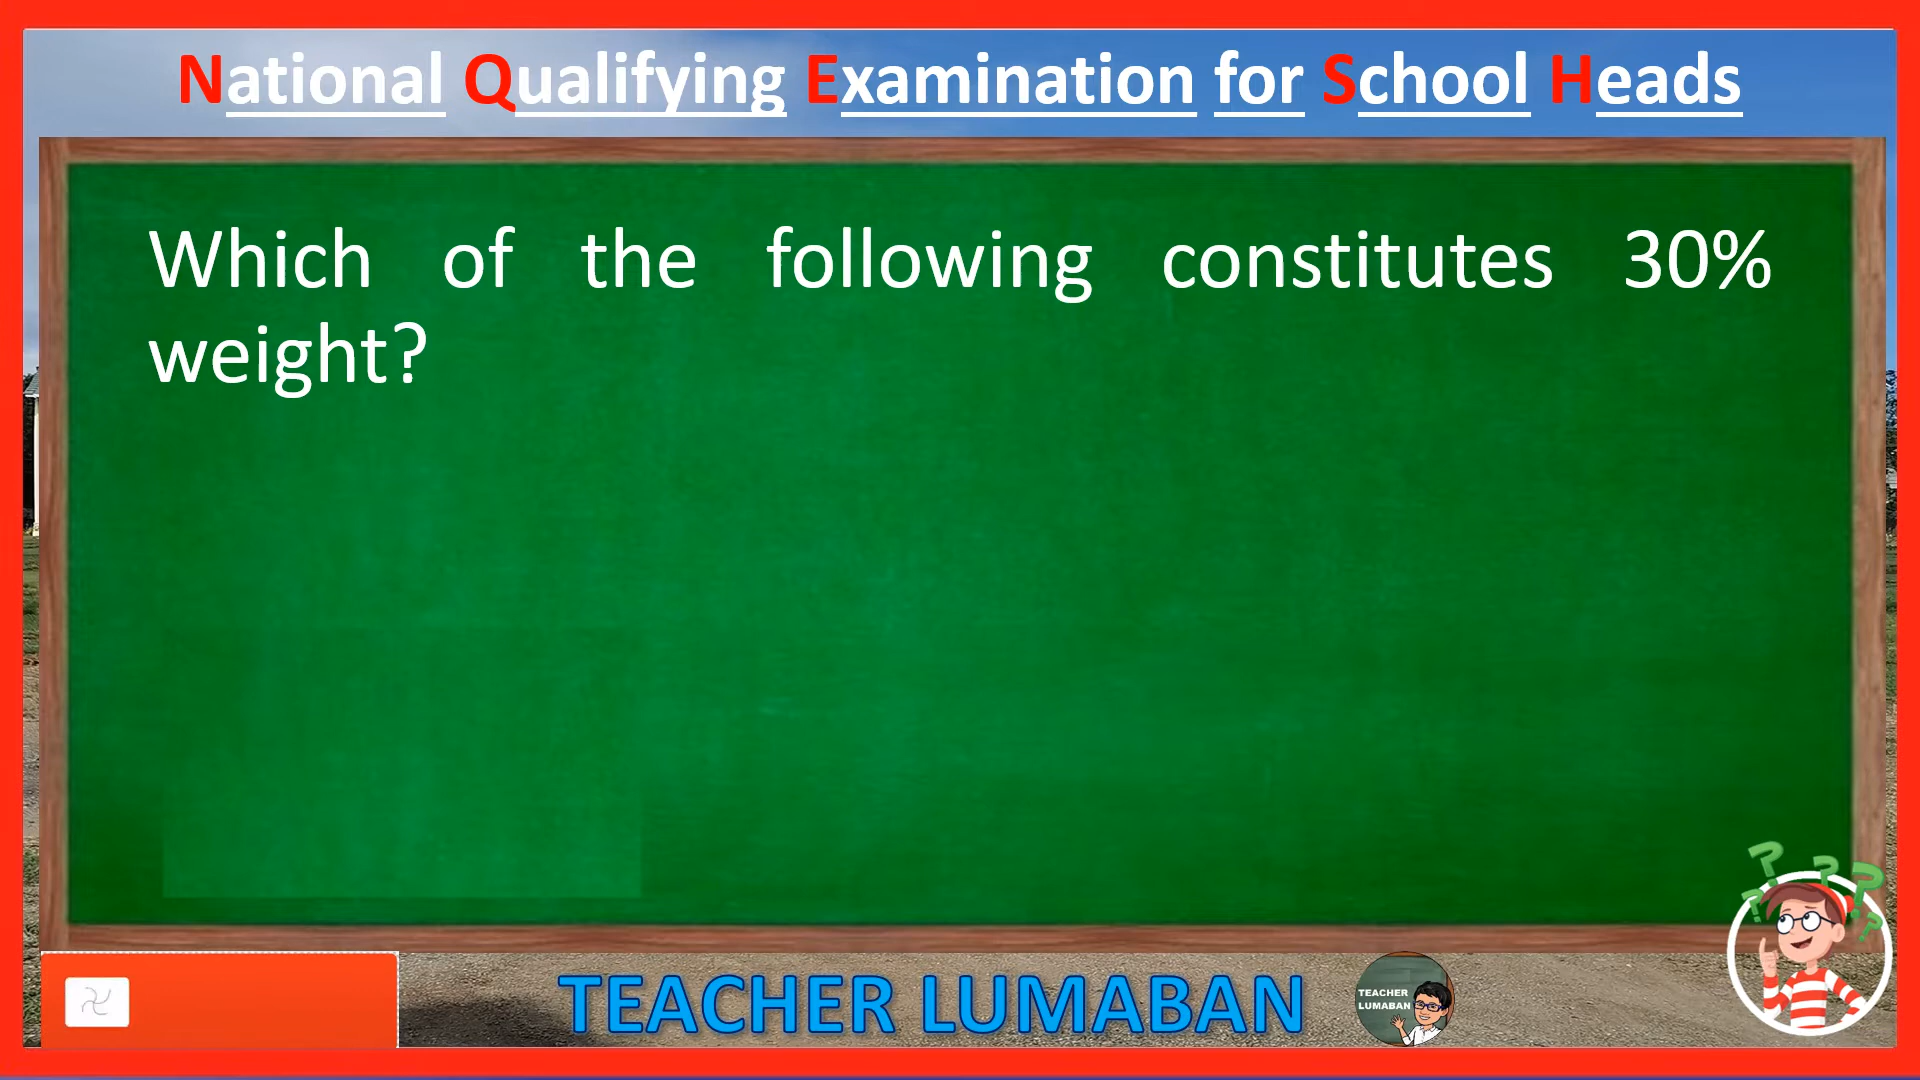 National Qualifying Examination for School Heads
Which of the following constitutes 30%
weight?
TEACHER LUMABAN
TEACHER
LUMABAN